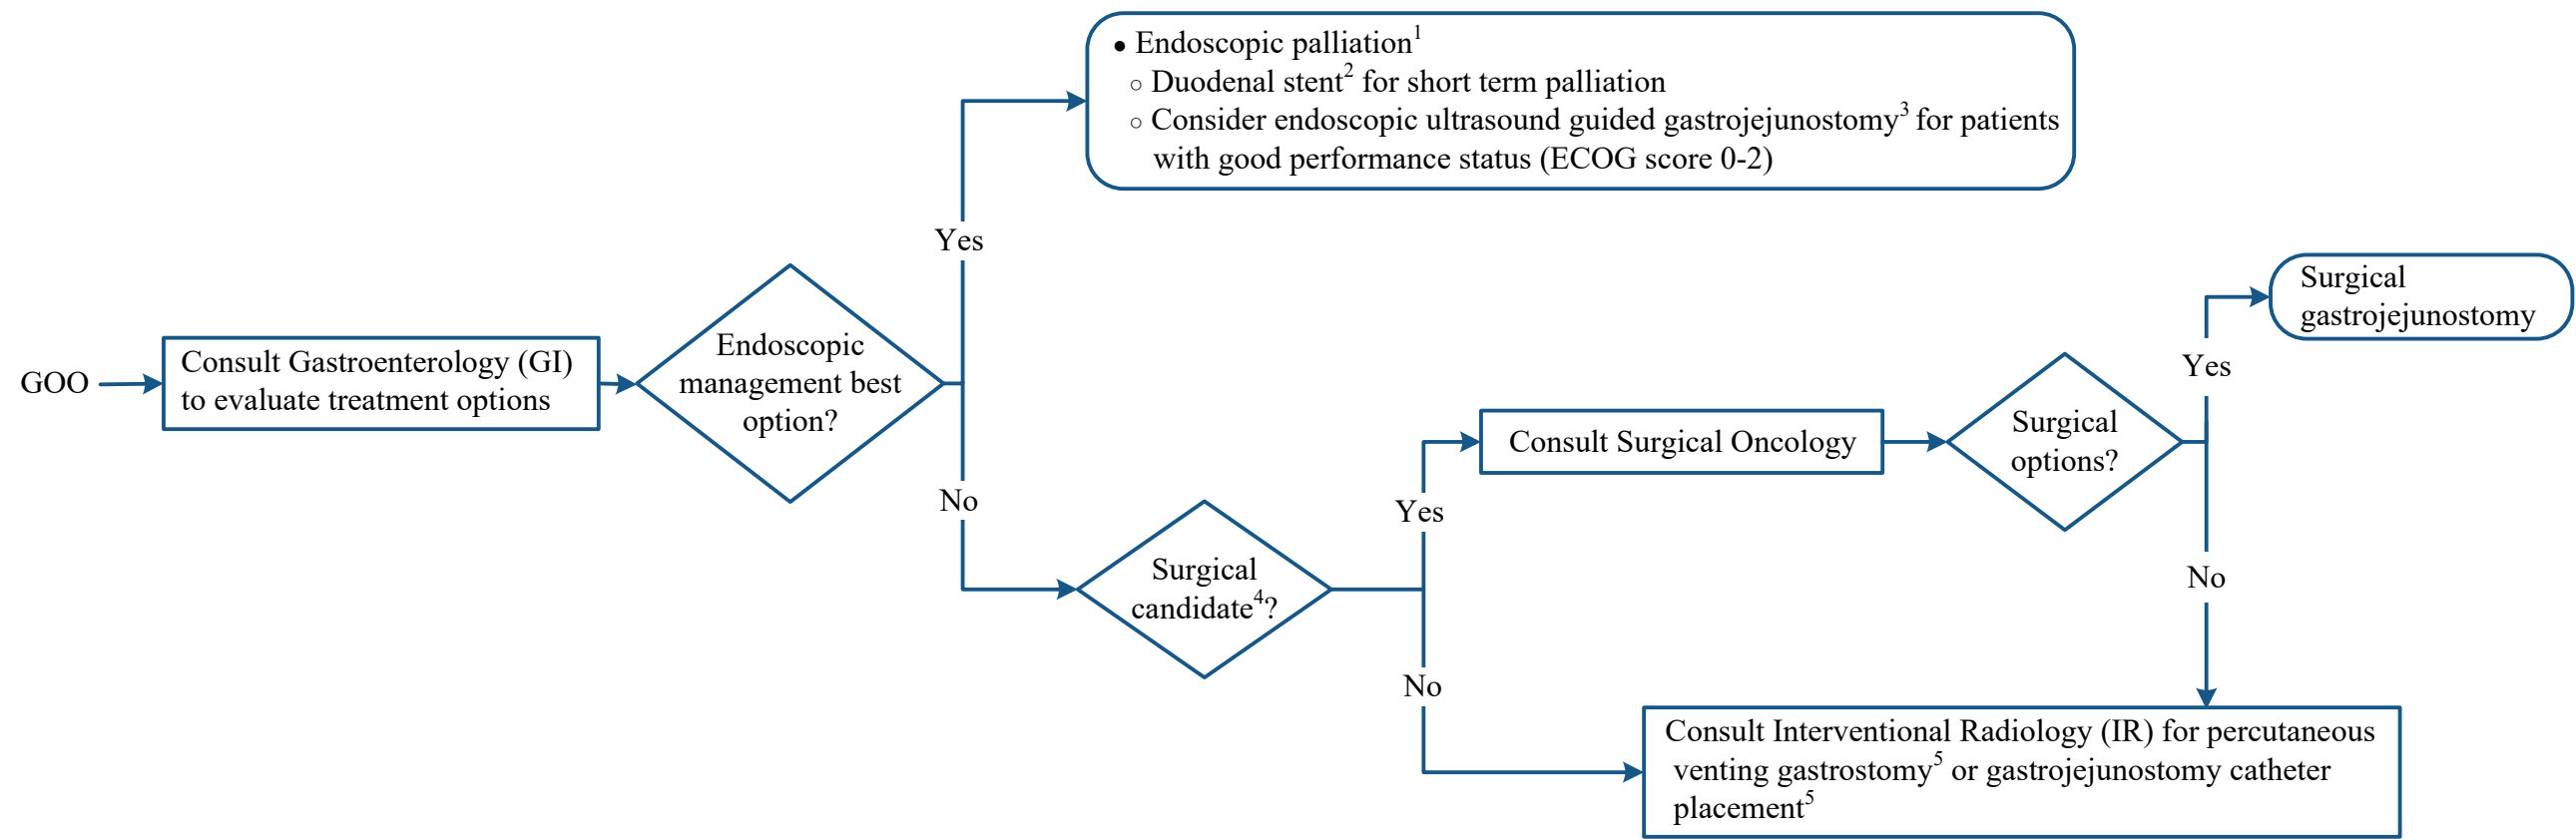 • Endoscopic palliation1
○ Duodenal stent2 for short term palliation
○ Consider endoscopic ultrasound guided gastrojejunostomy3 for patients
with good performance status (ECOG score 0-2)
Yes
GOO
Consult Gastroenterology (GI)
to evaluate treatment options
Endoscopic
management best
option?
No
Surgical
candidate4?
Yes
Consult Surgical Oncology
Surgical
options?
Yes
Surgical
gastrojejunostomy
No
No
Consult Interventional Radiology (IR) for percutaneous
venting gastrostomy5 or gastrojejunostomy catheter
placement5